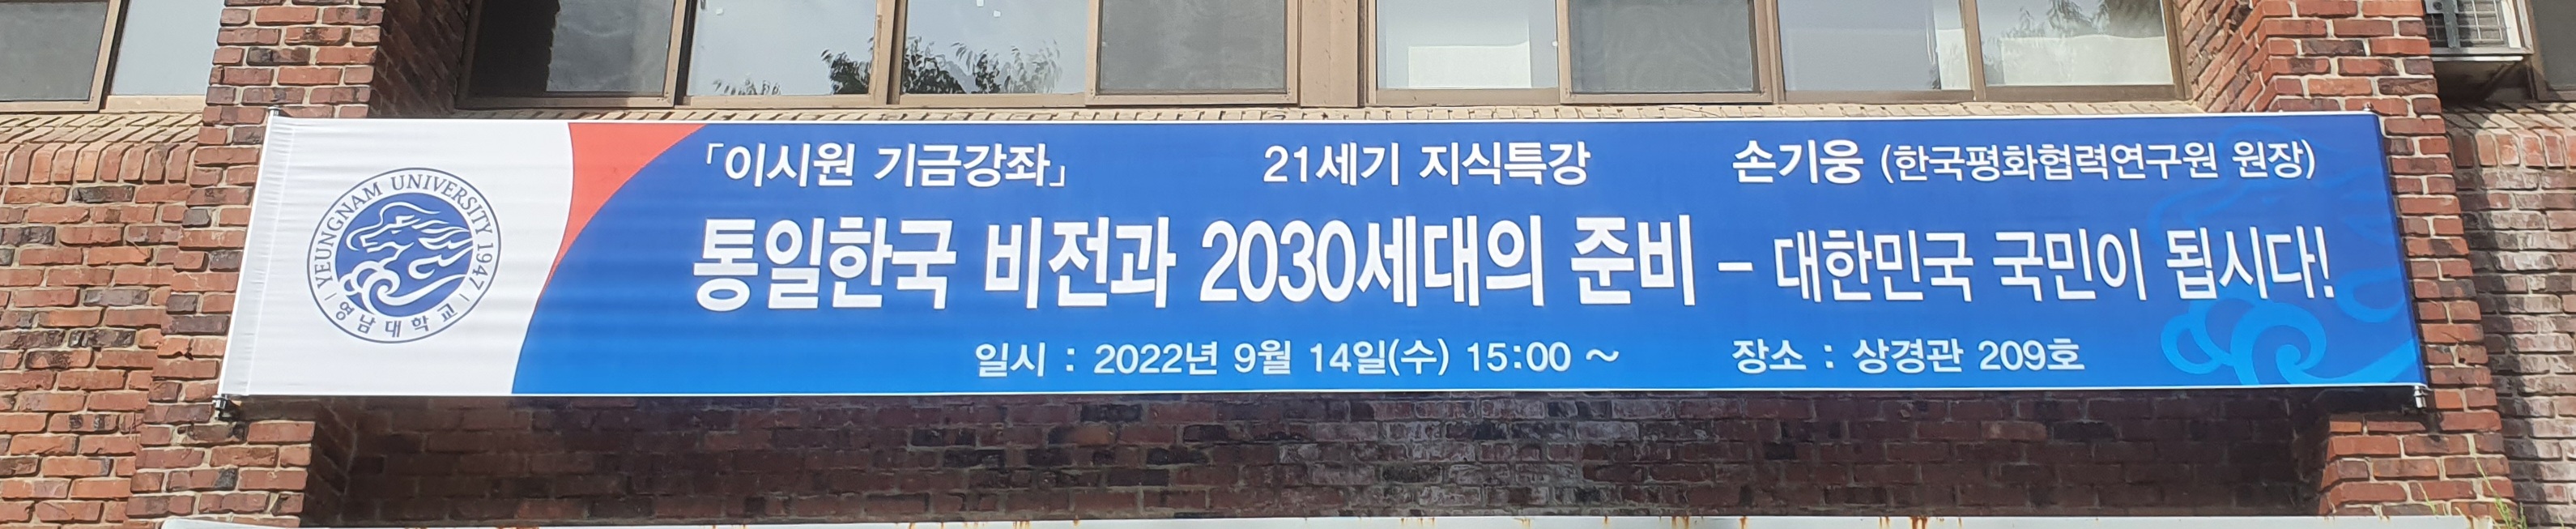 YEUNGNAM UNIVERSITY 1947
영남대학교
「이시원 기금강좌」 21세기 지식특강 손기웅 (한국평화협력연구원 원장)
통일한국 비전과 2030세대의 준비 – 대한민국 국민이 됩시다!
일시 : 2022년 9월 14일(수) 15:00 ~ 장소 : 상경관 209호